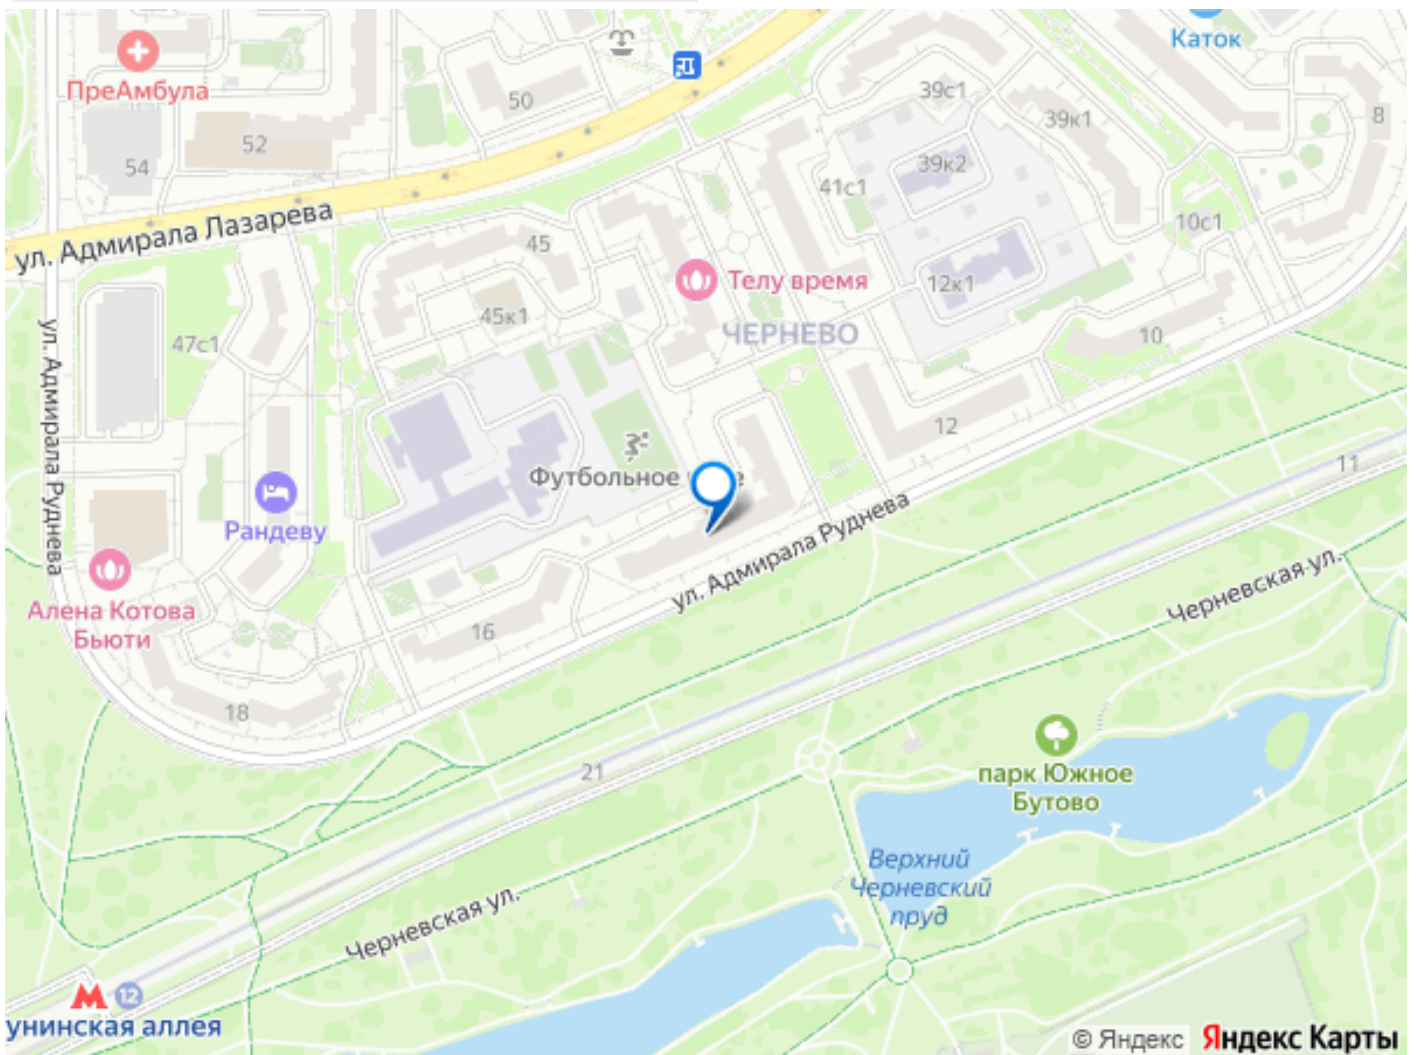 Каток
ПреАмбула
50
39с1
39к1
8
52
54
39к2
41с1
ул. Адмирала Лазарева
10с1
45
Телу время
12к1
45к1
ЧЕРНЕВО
47с1
10
ул. Адмирала Руднева
12
Футбольное
11
Рандеву
ул. Адмирала Руднева
Черневская ул.
Алена Котова
Бьюти
16
18
21
парк Южное
Бутово
Верхний
Черневский
пруд
Черневская ул.
М 12
унинская аллея
© Яндекс Яндекс Карты